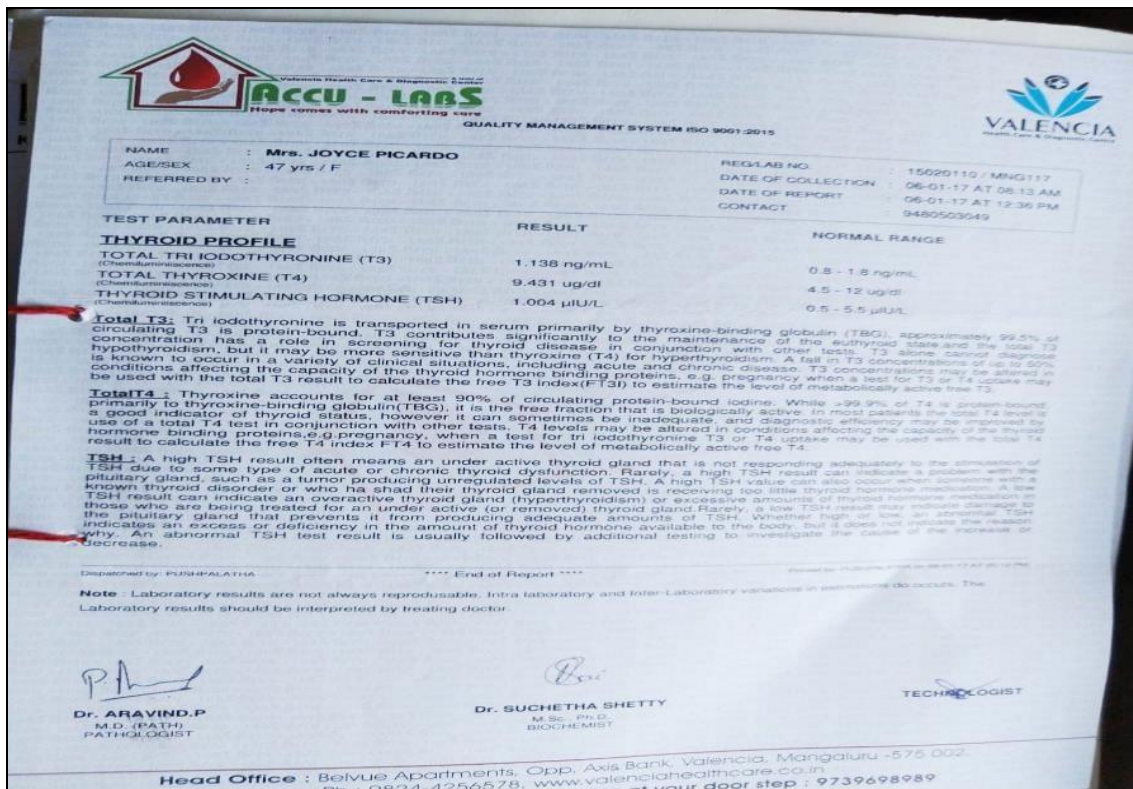 Valencia Health Care & Diagnostic Center
A Unit of
ACCU - LABS
Hope comes with comforting care
QUALITY MANAGEMENT SYSTEM ISO 9001:2015
VALENCIA
Health Care & Diagnostic Centre
NAME : Mrs. JOYCE PICARDO
AGE/SEX : 47 yrs / F
REFERRED BY :
REG/LAB NO. : 15020110 / MNG117
DATE OF COLLECTION : 06-01-17 AT 08:13 AM
DATE OF REPORT : 06-01-17 AT 12:36 PM
CONTACT : 9480503049
TEST PARAMETER RESULT NORMAL RANGE
THYROID PROFILE
TOTAL TRI IODOTHYRONINE (T3) 1.138 ng/mL 0.8 - 1.8 ng/mL
(Chemiluminiscence)
TOTAL THYROXINE (T4) 9.431 ug/dl 4.5 - 12 ug/dl
(Chemiluminiscence)
THYROID STIMULATING HORMONE (TSH) 1.004 µIU/L 0.5 - 5.5 µIU/L
(Chemiluminiscence)
Total T3: Tri iodothyronine is transported in serum primarily by thyroxine-binding globulin (TBG), approximately 99.5% of
circulating T3 is protein-bound. T3 contributes significantly to the maintenance of the euthyroid state and the total T3
concentration has a role in screening for thyroid disease in conjunction with other tests. T3 alone cannot diagnose
hypothyroidism, but it may be more sensitive than thyroxine (T4) for hyperthyroidism. A fall in T3 concentrations of up to 50%
is known to occur in a variety of clinical situations, including acute and chronic disease. T3 concentrations may be altered in
conditions affecting the capacity of the thyroid hormone binding proteins, e.g. pregnancy when a test for T3 or T4 uptake may
be used with the total T3 result to calculate the free T3 index(FT3I) to estimate the level of metabolically active free T3.
TotalT4 : Thyroxine accounts for at least 90% of circulating protein-bound iodine. While >99.9% of T4 is protein-bound
primarily to thyroxine-binding globulin(TBG), it is the free fraction that is biologically active. In most patients the total T4 level is
a good indicator of thyroid status, however it can sometimes be inadequate, and diagnostic efficiency may be improved by
use of a total T4 test in conjunction with other tests. T4 levels may be altered in conditions affecting the capacity of the thyroid
hormone binding proteins,e.g.pregnancy, when a test for tri iodothyronine T3 or T4 uptake may be used with the total T4
result to calculate the free T4 index FT4 to estimate the level of metabolically active free T4.
TSH : A high TSH result often means an under active thyroid gland that is not responding adequately to the stimulation of
TSH due to some type of acute or chronic thyroid dysfunction. Rarely, a high TSH result can indicate a problem with the
pituitary gland, such as a tumor producing unregulated levels of TSH. A high TSH value can also occur when someone with a
known thyroid disorder or who ha shad their thyroid gland removed is receiving too little thyroid hormone medication. A low
TSH result can indicate an overactive thyroid gland (hyperthyroidism) or excessive amounts of thyroid hormone medication in
those who are being treated for an under active (or removed) thyroid gland.Rarely, a low TSH result may indicate damage to
the pituitary gland that prevents it from producing adequate amounts of TSH. Whether high or low, an abnormal TSH
indicates an excess or deficiency in the amount of thyroid hormone available to the body, but it does not indicate the reason
why. An abnormal TSH test result is usually followed by additional testing to investigate the cause of the increase or
decrease.
Dispatched by: PUSHPALATHA **** End of Report ****
Note : Laboratory results are not always reprodusable, Intra laboratory and Inter-Laboratory variations in estimations do occurs. The
Laboratory results should be interpreted by treating doctor.
Dr. ARAVIND.P
M.D. (PATH)
PATHOLOGIST
Dr. SUCHETHA SHETTY
M.Sc., Ph.D.
BIOCHEMIST
TECHNOLOGIST
Head Office : Belvue Apartments, Opp. Axis Bank, Valencia, Mangaluru -575 002.
Ph : 0824-4256578, www.valenciahealthcare.co.in
at your door step : 9739698989